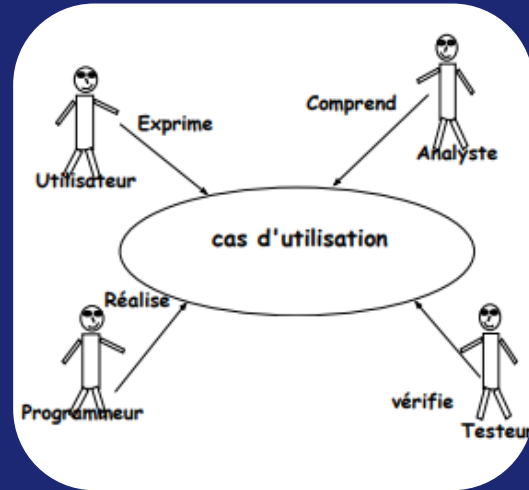 Comprend
Exprime
Analyste
Utilisateur
cas d'utilisation
Réalise
vérifie
Programmeur
Testeur